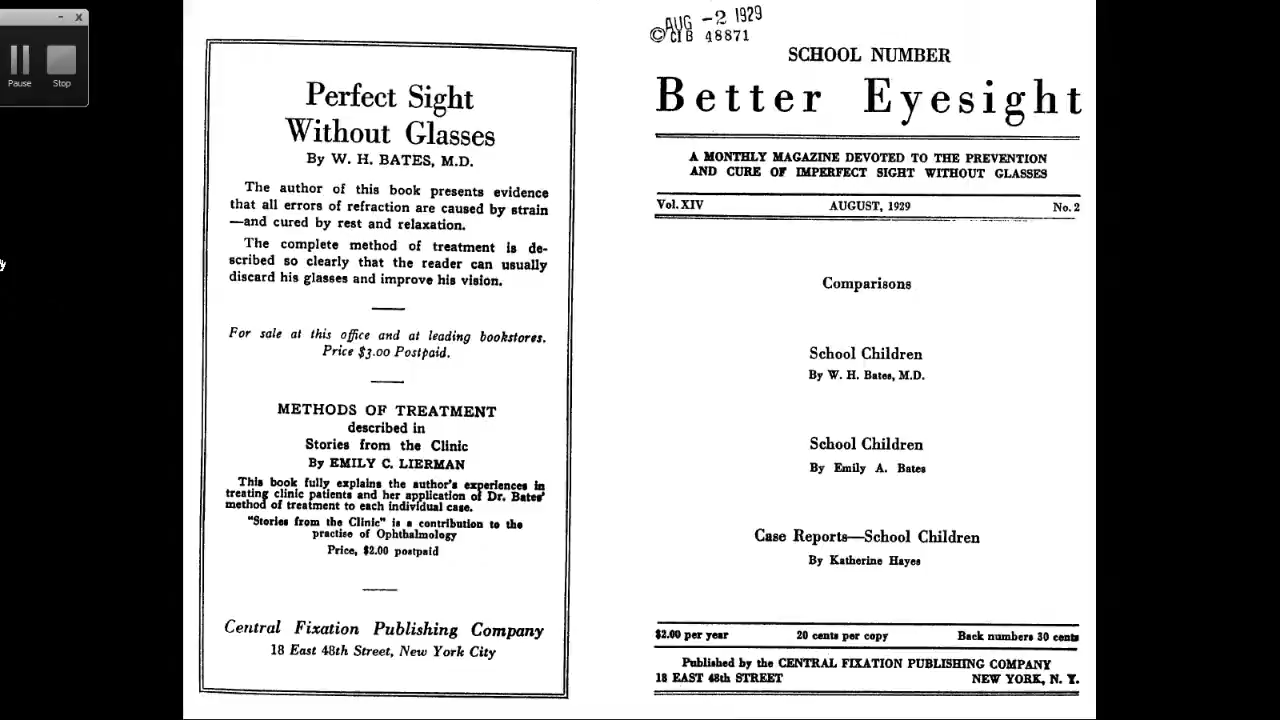 Pause
Stop
Perfect Sight
Without Glasses
By W. H. BATES, M.D.
The author of this book presents evidence
that all errors of refraction are caused by strain
—and cured by rest and relaxation.
The complete method of treatment is de-
scribed so clearly that the reader can usually
discard his glasses and improve his vision.
For sale at this office and at leading bookstores.
Price $3.00 Postpaid.
METHODS OF TREATMENT
described in
Stories from the Clinic
By EMILY C. LIERMAN
This book fully explains the author's experiences in
treating clinic patients and her application of Dr. Bates'
method of treatment to each individual case.
"Stories from the Clinic" is a contribution to the
practise of Ophthalmology
Price, $2.00 postpaid
Central Fixation Publishing Company
18 East 48th Street, New York City
AUG -2 1929
©CIB 48871
SCHOOL NUMBER
Better Eyesight
A MONTHLY MAGAZINE DEVOTED TO THE PREVENTION
AND CURE OF IMPERFECT SIGHT WITHOUT GLASSES
Vol. XIV AUGUST, 1929 No. 2
Comparisons
School Children
By W. H. Bates, M.D.
School Children
By Emily A. Bates
Case Reports—School Children
By Katherine Hayes
$2.00 per year 20 cents per copy Back numbers 30 cents
Published by the CENTRAL FIXATION PUBLISHING COMPANY
18 EAST 48th STREET NEW YORK, N. Y.